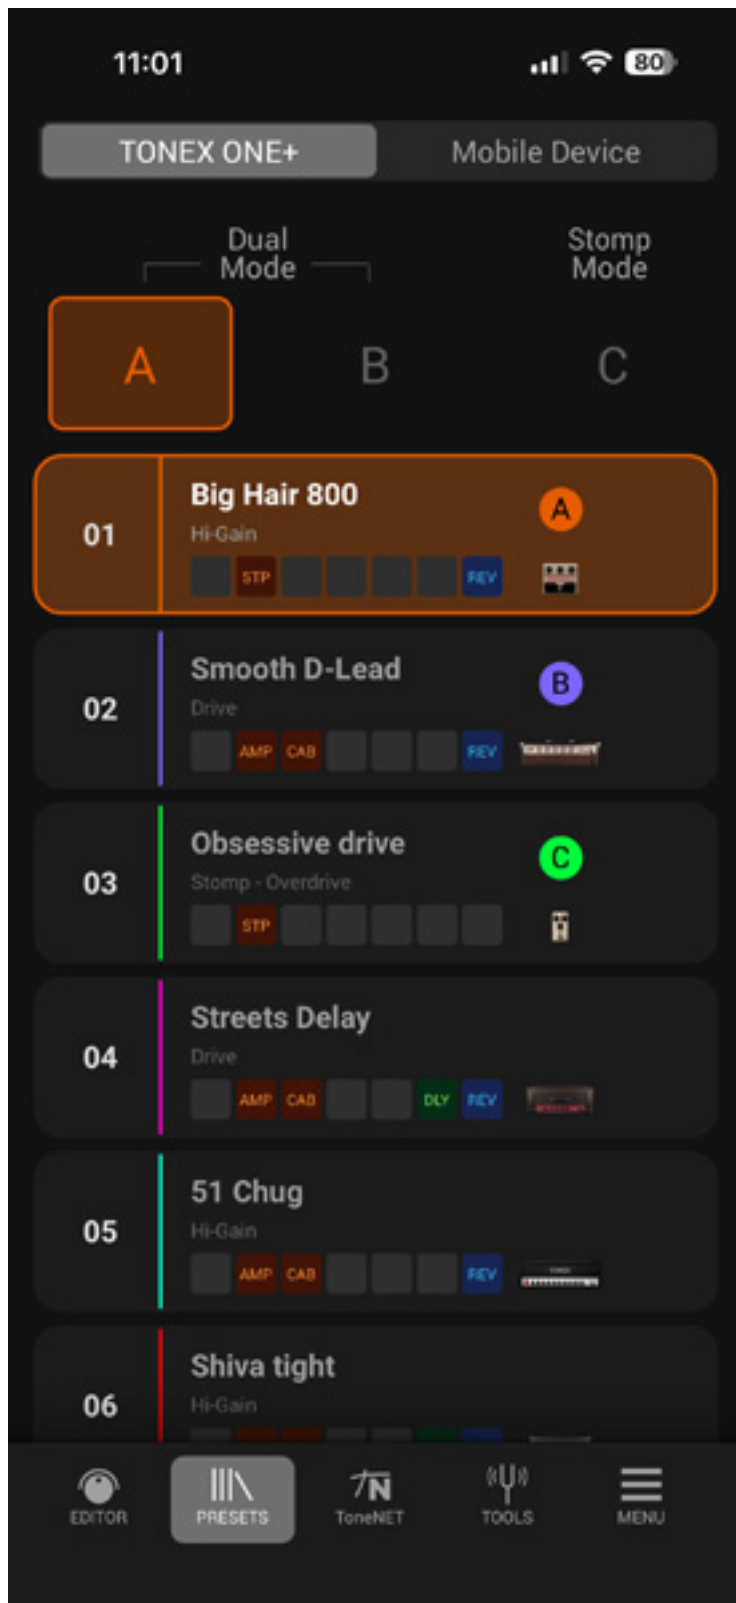 11:01
80
TONEX ONE+ Mobile Device
Dual Mode
Stomp Mode
A B C
01
Big Hair 800
A
Hi-Gain
STP REV
02
Smooth D-Lead
B
Drive
AMP CAB REV
03
Obsessive drive
C
Stomp - Overdrive
STP
04
Streets Delay
Drive
AMP CAB DLY REV
05
51 Chug
Hi-Gain
AMP CAB REV
06
Shiva tight
Hi-Gain
EDITOR PRESETS ToneNET TOOLS MENU